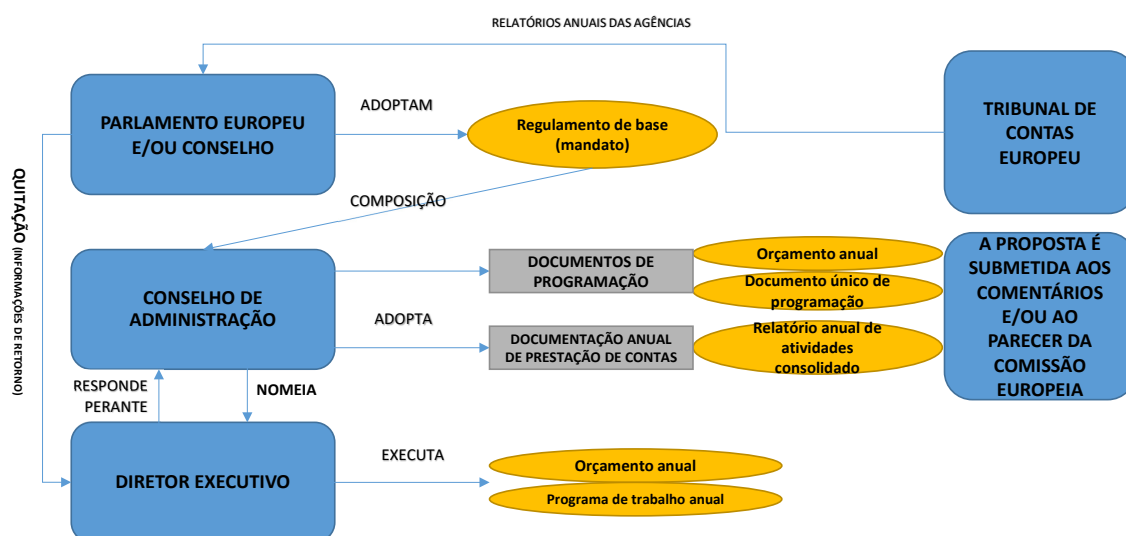 RELATÓRIOS ANUAIS DAS AGÊNCIAS
PARLAMENTO EUROPEU
E/OU CONSELHO
ADOPTAM
Regulamento de base
(mandato)
TRIBUNAL DE
CONTAS
EUROPEU
QUITAÇÃO (INFORMAÇÕES DE RETORNO)
COMPOSIÇÃO
CONSELHO DE
ADMINISTRAÇÃO
ADOPTA
DOCUMENTOS DE
PROGRAMAÇÃO
Orçamento anual
Documento único de
programação
DOCUMENTAÇÃO ANUAL
DE PRESTAÇÃO DE CONTAS
Relatório anual de
atividades
consolidado
A PROPOSTA É
SUBMETIDA AOS
COMENTÁRIOS
E/OU AO
PARECER DA
COMISSÃO
EUROPEIA
RESPONDE
PERANTE
NOMEIA
DIRETOR EXECUTIVO
EXECUTA
Orçamento anual
Programa de trabalho anual